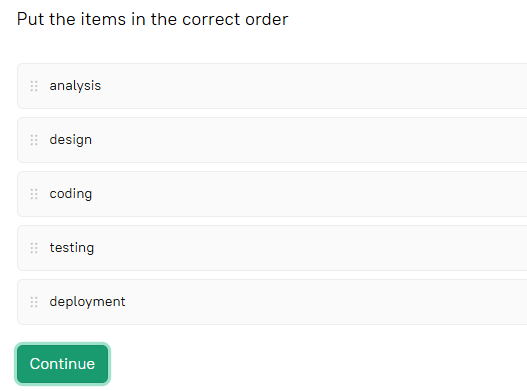 Put the items in the correct order
analysis
design
coding
testing
deployment
Continue